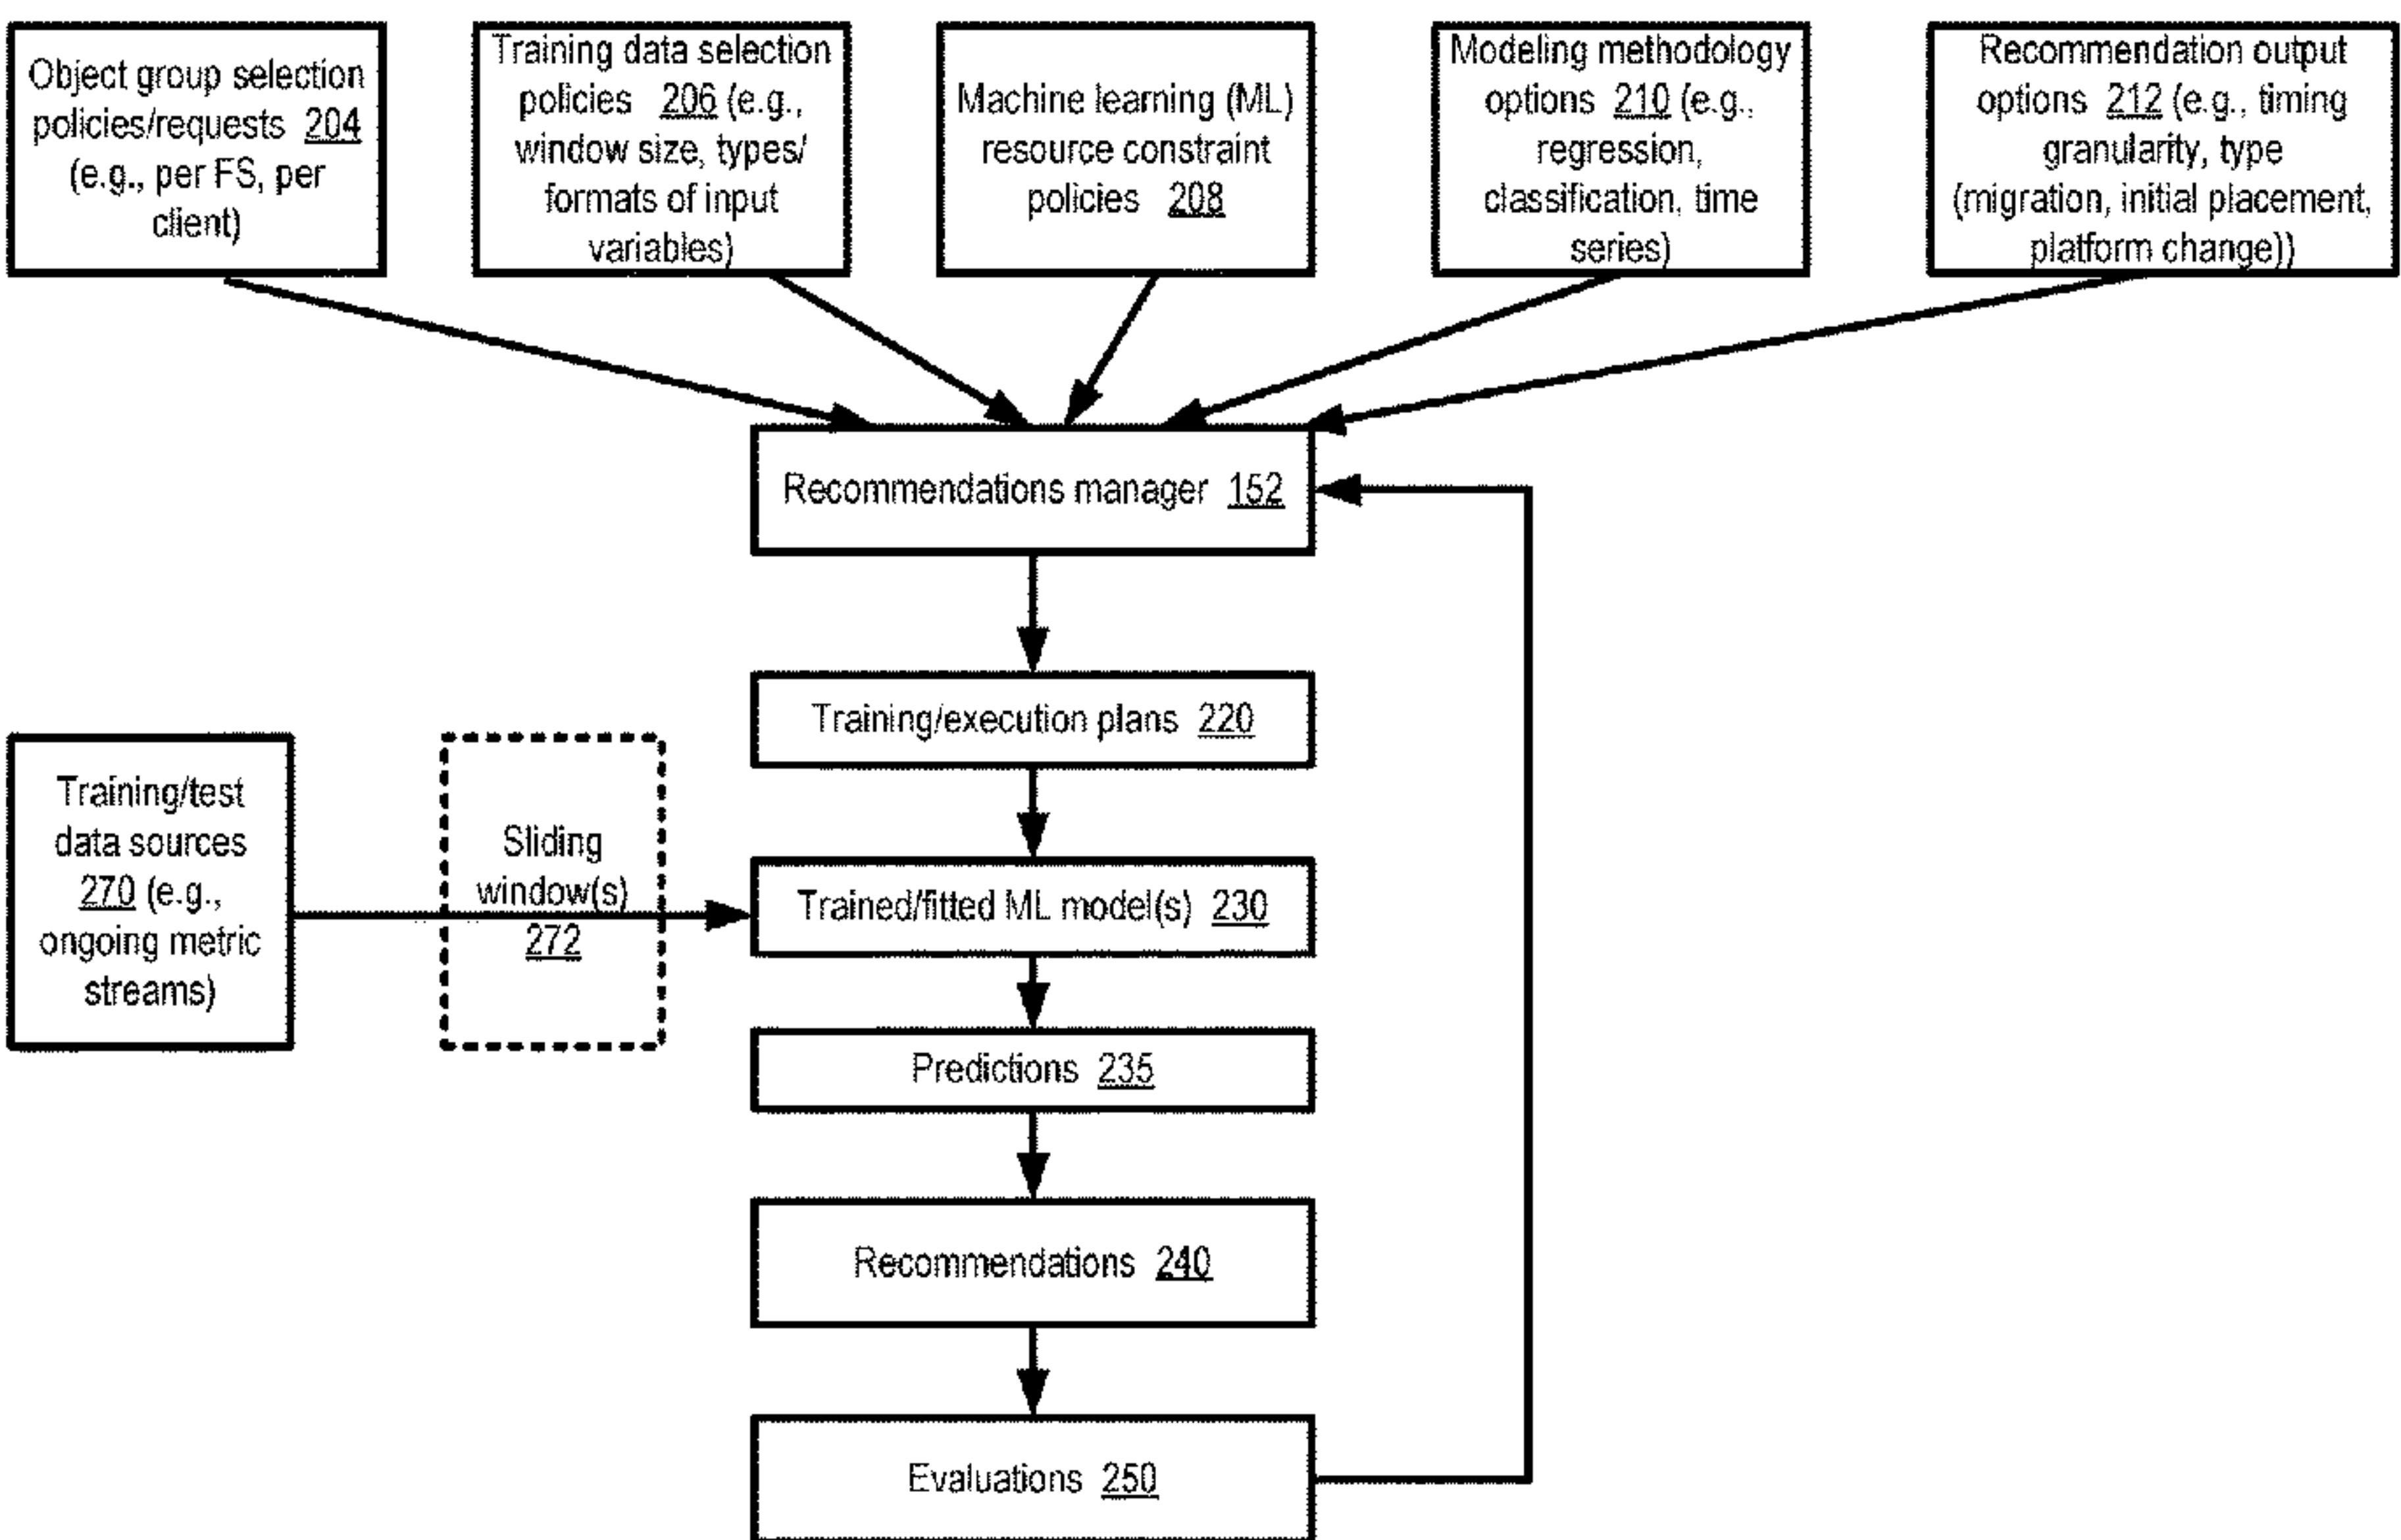 Object group selection
policies/requests 204
(e.g., per FS, per
client)
Training data selection
policies 206 (e.g.,
window size, types/
formats of input
variables)
Machine learning (ML)
resource constraint
policies 208
Modeling methodology
options 210 (e.g.,
regression,
classification, time
series)
Recommendation output
options 212 (e.g., timing
granularity, type
(migration, initial placement,
platform change))
Recommendations manager 152
Training/execution plans 220
Training/test
data sources
270 (e.g.,
ongoing metric
streams)
Sliding
window(s)
272
Trained/fitted ML model(s) 230
Predictions 235
Recommendations 240
Evaluations 250